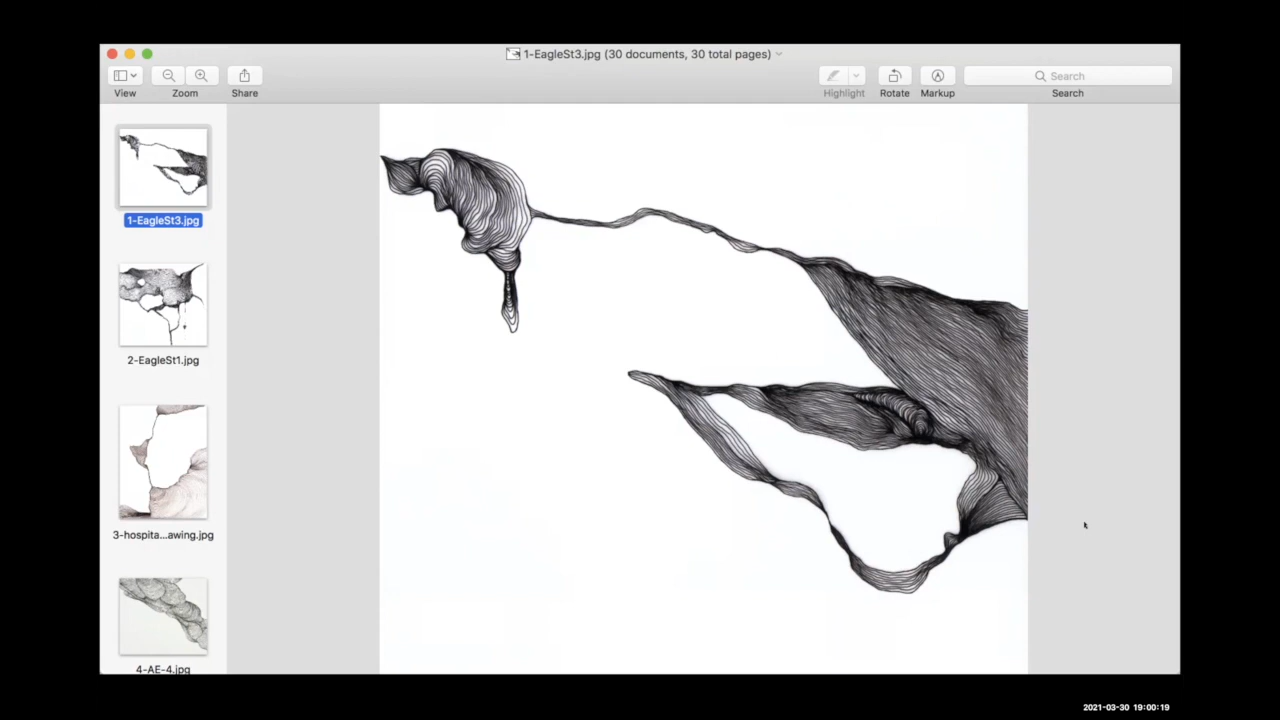 1-EagleSt3.jpg (30 documents, 30 total pages)
View
Zoom
Share
Highlight
Rotate
Markup
Search
Search
1-EagleSt3.jpg
2-EagleSt1.jpg
3-hospita...awing.jpg
4-AE-4.jpg
2021-03-30 19:00:19